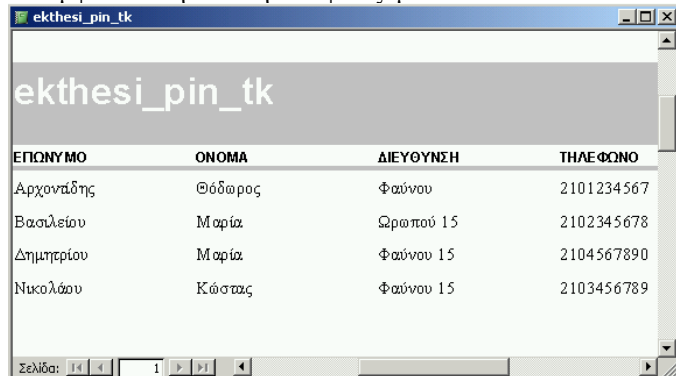 ekthesi_pin_tk
ekthesi_pin_tk
ΕΠΩΝΥΜΟ ΟΝΟΜΑ ΔΙΕΥΘΥΝΣΗ ΤΗΛΕΦΩΝΟ
Αρχοντίδης Θόδωρος Φαύνου 2101234567
Βασιλείου Μαρία Ωρωπού 15 2102345678
Δημητρίου Μαρία Φαύνου 15 2104567890
Νικολάου Κώστας Φαύνου 15 2103456789
Σελίδα: 1